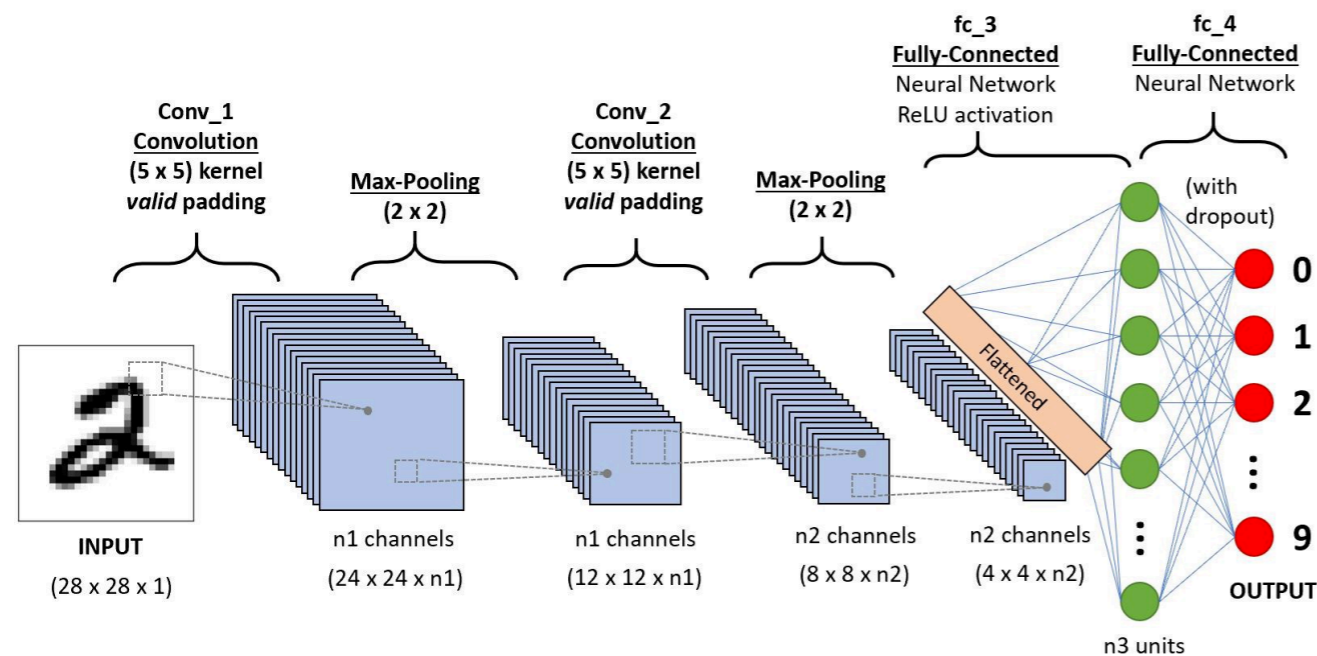 Conv_1
Convolution
(5 x 5) kernel
valid padding
Max-Pooling
(2 x 2)
Conv_2
Convolution
(5 x 5) kernel
valid padding
Max-Pooling
(2 x 2)
fc_3
Fully-Connected
Neural Network
ReLU activation
fc_4
Fully-Connected
Neural Network
(with
dropout)
Flattened
0
1
2
...
9
OUTPUT
2
INPUT
(28 x 28 x 1)
n1 channels
(24 x 24 x n1)
n1 channels
(12 x 12 x n1)
n2 channels
(8 x 8 x n2)
n2 channels
(4 x 4 x n2)
...
n3 units